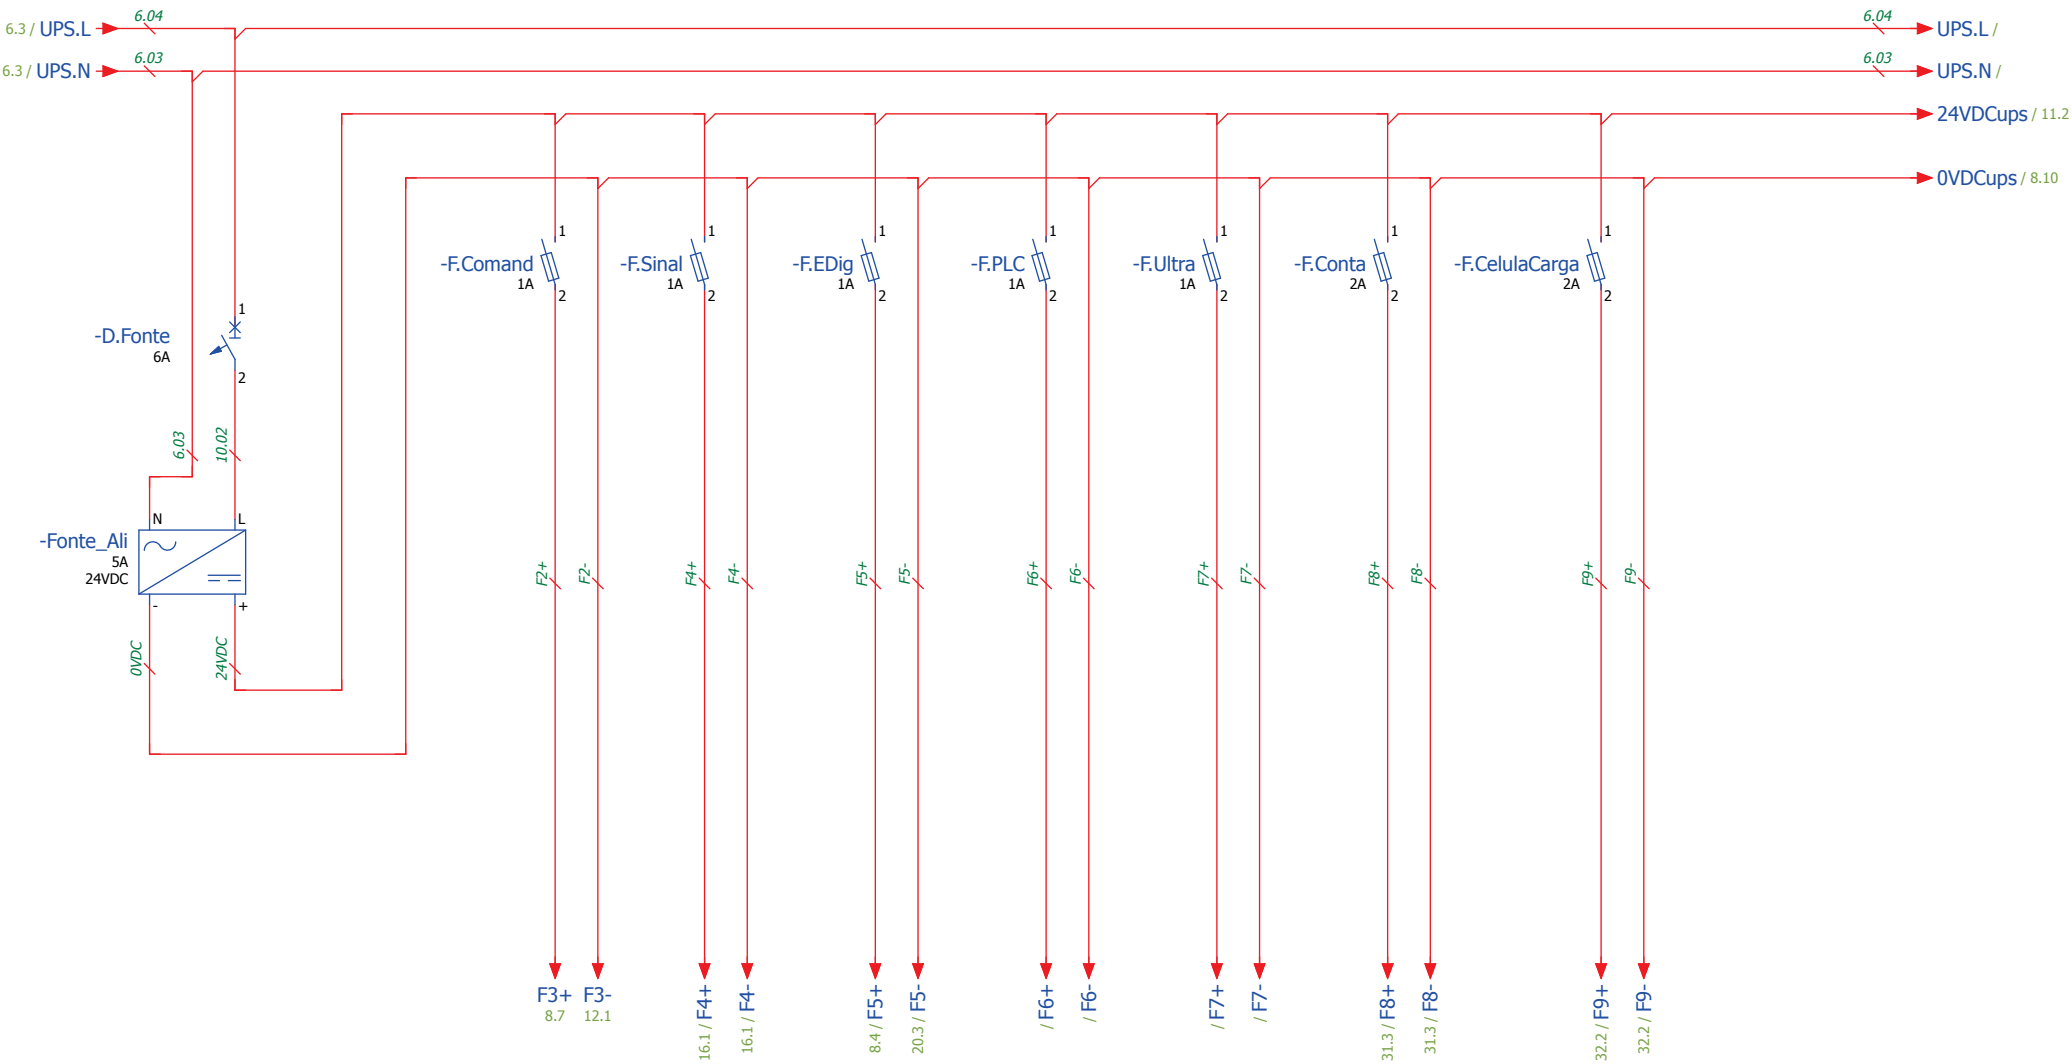 6.04
6.04
6.3 / UPS.L
UPS.L /
6.03
6.03
6.3 / UPS.N
UPS.N /
24VDCups / 11.2
0VDCups / 8.10
1
1
1
1
1
1
1
-F.Comand
1A
-F.Sinal
1A
-F.EDig
1A
-F.PLC
1A
-F.Ultra
1A
-F.Conta
2A
-F.CelulaCarga
2A
2
2
2
2
2
2
2
1
-D.Fonte
6A
2
6.03
10.02
N
L
-Fonte_Ali
5A
24VDC
-
+
F2+
F2-
F4+
F4-
F5+
F5-
F6+
F6-
F7+
F7-
F8+
F8-
F9+
F9-
0VDC
24VDC
F3+
8.7
F3-
12.1
16.1 / F4+
16.1 / F4-
8.4 / F5+
20.3 / F5-
/ F6+
/ F6-
/ F7+
/ F7-
31.3 / F8+
31.3 / F8-
32.2 / F9+
32.2 / F9-